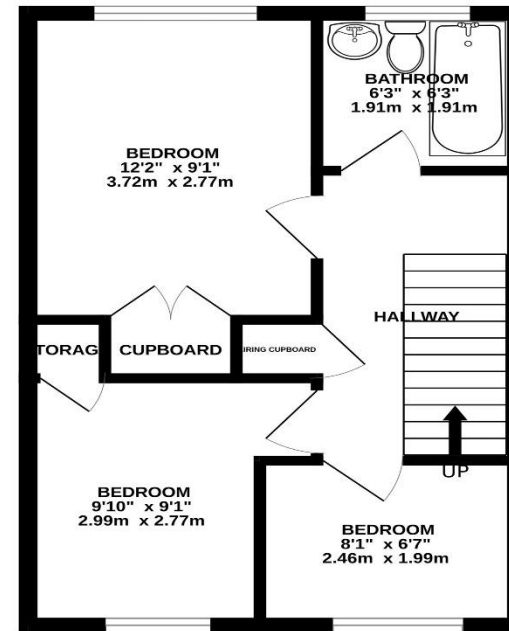 BATHROOM
6'3" x 6'3"
1.91m x 1.91m
BEDROOM
12'2" x 9'1"
3.72m x 2.77m
HALLWAY
TORAG
CUPBOARD
IRING CUPBOARD
UP
BEDROOM
9'10" x 9'1"
2.99m x 2.77m
BEDROOM
8'1" x 6'7"
2.46m x 1.99m